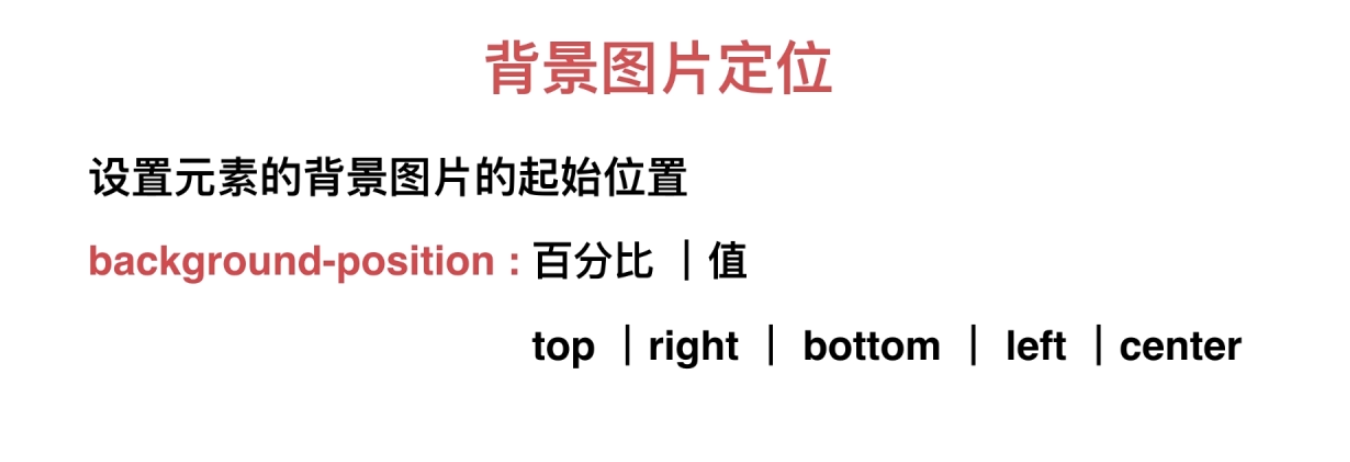 背景图片定位
设置元素的背景图片的起始位置
background-position : 百分比 | 值
top | right | bottom | left | center